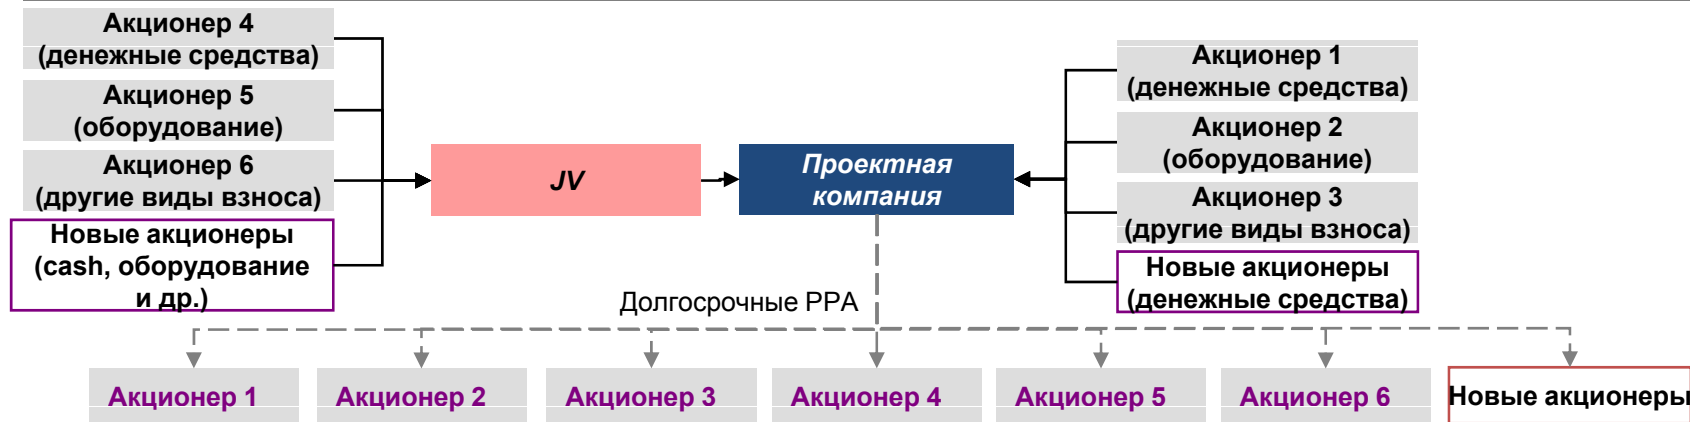 Акционер 4
(денежные средства)
Акционер 5
(оборудование)
Акционер 6
(другие виды взноса)
Новые акционеры
(cash, оборудование
и др.)
JV
Проектная
компания
Акционер 1
(денежные средства)
Акционер 2
(оборудование)
Акционер 3
(другие виды взноса)
Новые акционеры
(денежные средства)
Долгосрочные PPA
Акционер 1
Акционер 2
Акционер 3
Акционер 4
Акционер 5
Акционер 6
Новые акционеры